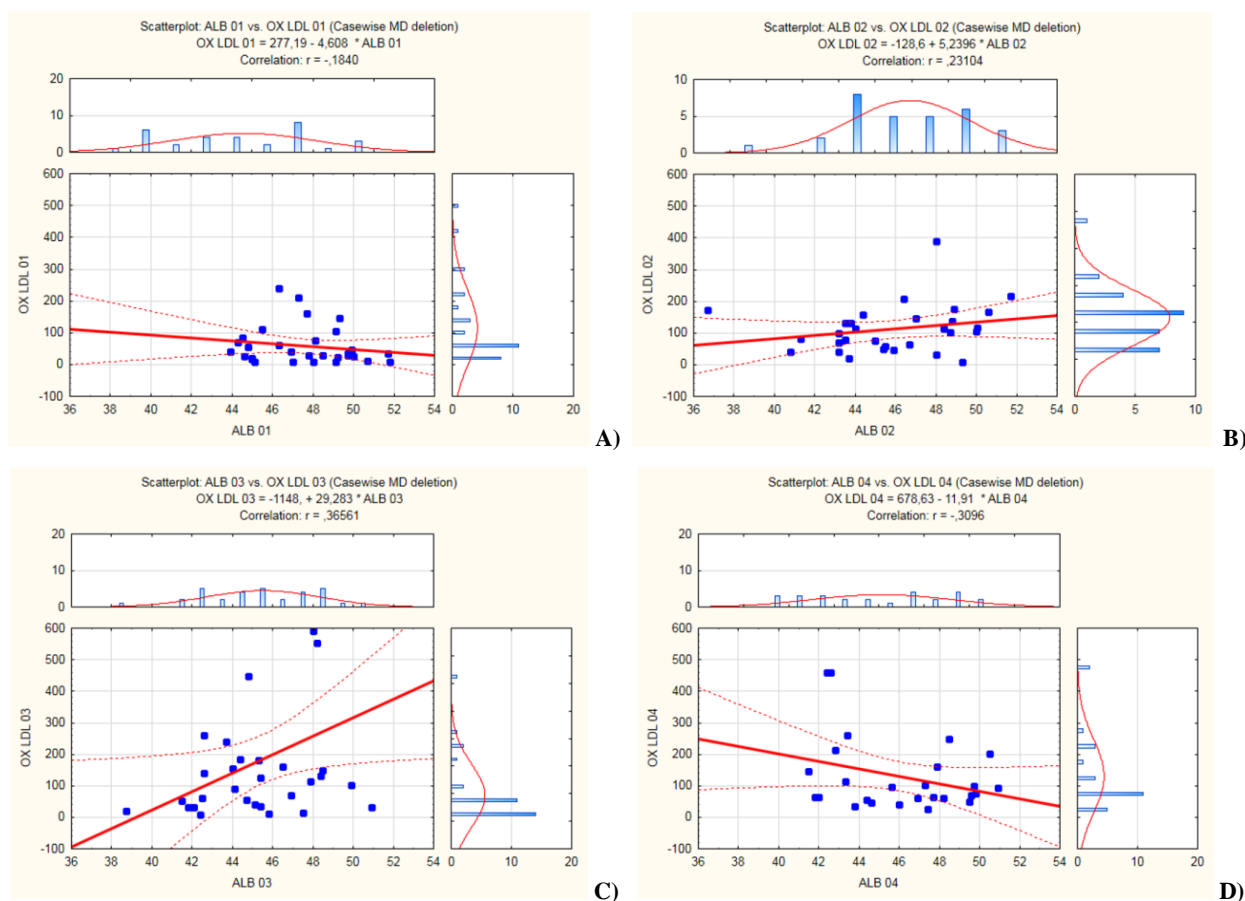 Scatterplot: ALB 01 vs. OX LDL 01 (Casewise MD deletion)
OX LDL 01 = 277,19 - 4,608 * ALB 01
Correlation: r = -,1840
20
10
0
600
500
400
300
200
100
0
-100
OX LDL 01
36 38 40 42 44 46 48 50 52 54
ALB 01
0 10 20
A)
Scatterplot: ALB 02 vs. OX LDL 02 (Casewise MD deletion)
OX LDL 02 = -128,6 + 5,2396 * ALB 02
Correlation: r = ,23104
10
5
0
600
500
400
300
200
100
0
-100
OX LDL 02
36 38 40 42 44 46 48 50 52 54
ALB 02
0 5 10
B)
Scatterplot: ALB 03 vs. OX LDL 03 (Casewise MD deletion)
OX LDL 03 = -1148, + 29,283 * ALB 03
Correlation: r = ,36561
20
10
0
600
500
400
300
200
100
0
-100
OX LDL 03
36 38 40 42 44 46 48 50 52 54
ALB 03
0 10 20
C)
Scatterplot: ALB 04 vs. OX LDL 04 (Casewise MD deletion)
OX LDL 04 = 678,63 - 11,91 * ALB 04
Correlation: r = -,3096
20
10
0
600
500
400
300
200
100
0
-100
OX LDL 04
36 38 40 42 44 46 48 50 52 54
ALB 04
0 10 20
D)